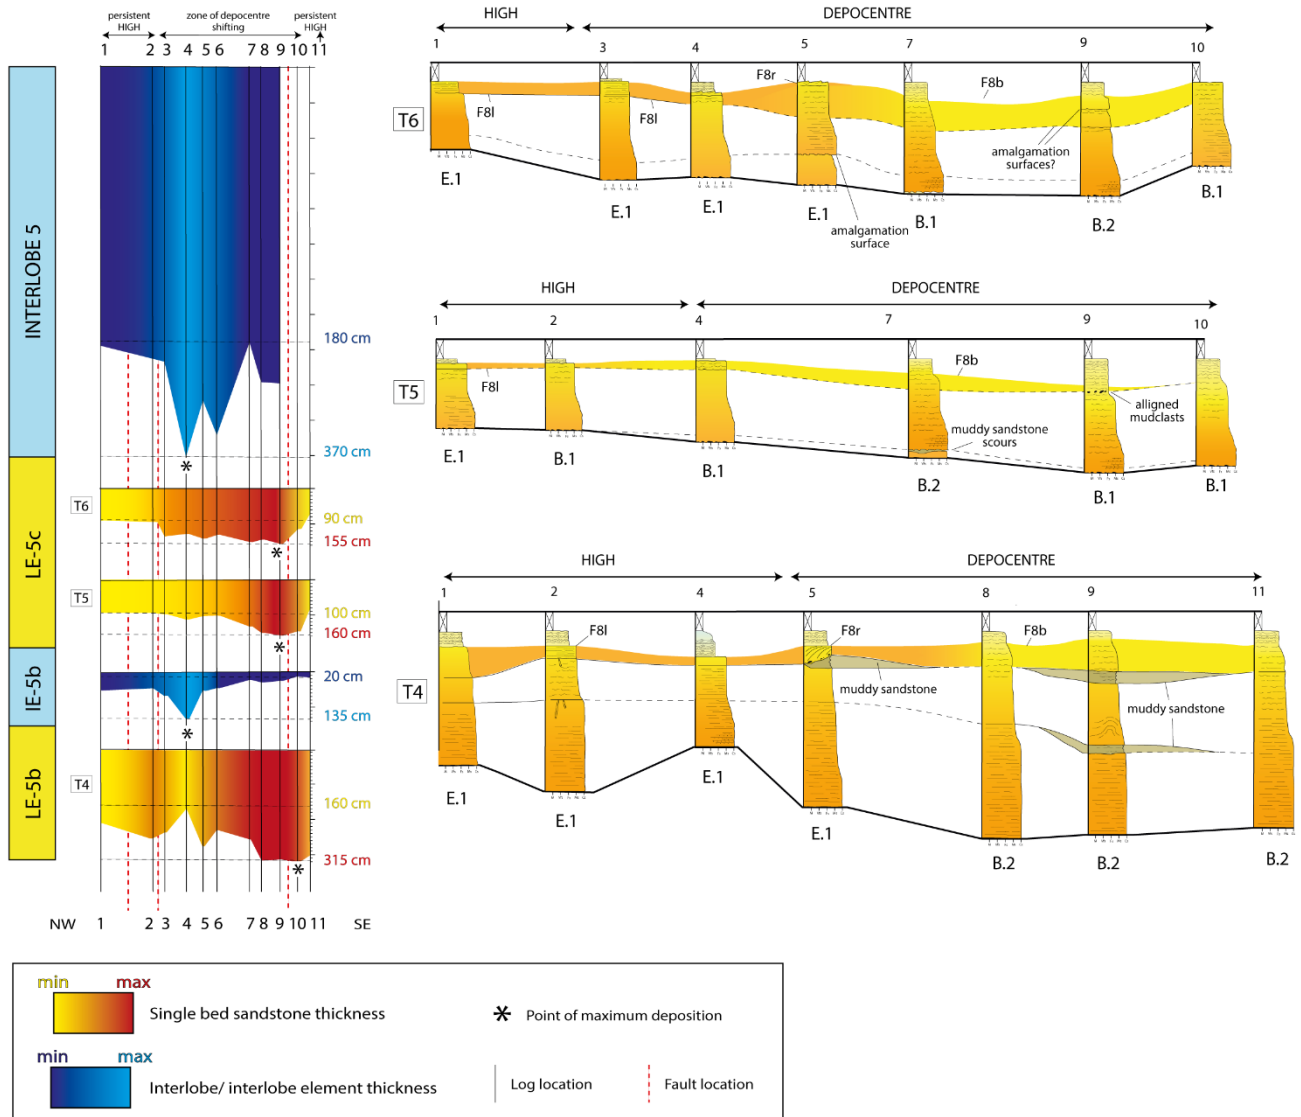 persistent
HIGH
zone of depocentre
shifting
persistent
HIGH
1 2 3 4 5 6 7 8 9 10 11
INTERLOBE 5
180 cm
370 cm
*
LE-5c
T6
90 cm
155 cm
*
T5
100 cm
160 cm
*
IE-5b
20 cm
135 cm
*
LE-5b
T4
160 cm
315 cm
*
NW 1 2 3 4 5 6 7 8 9 10 11 SE
HIGH DEPOCENTRE
1 3 4 5 7 9 10
T6
F8l
F8l
F8r
F8b
amalgamation
surfaces?
amalgamation
surface
E.1 E.1 E.1 E.1 B.1 B.2 B.1
HIGH DEPOCENTRE
1 2 4 7 9 10
T5
F8l
F8b
muddy sandstone
scours
alligned
mudclasts
E.1 B.1 B.1 B.2 B.1 B.1
HIGH DEPOCENTRE
1 2 4 5 8 9 11
T4
F8l
F8r
F8b
muddy sandstone
muddy sandstone
E.1 E.1 E.1 E.1 B.2 B.2 B.2
min max
Single bed sandstone thickness
* Point of maximum deposition
min max
Interlobe/ interlobe element thickness
Log location
Fault location